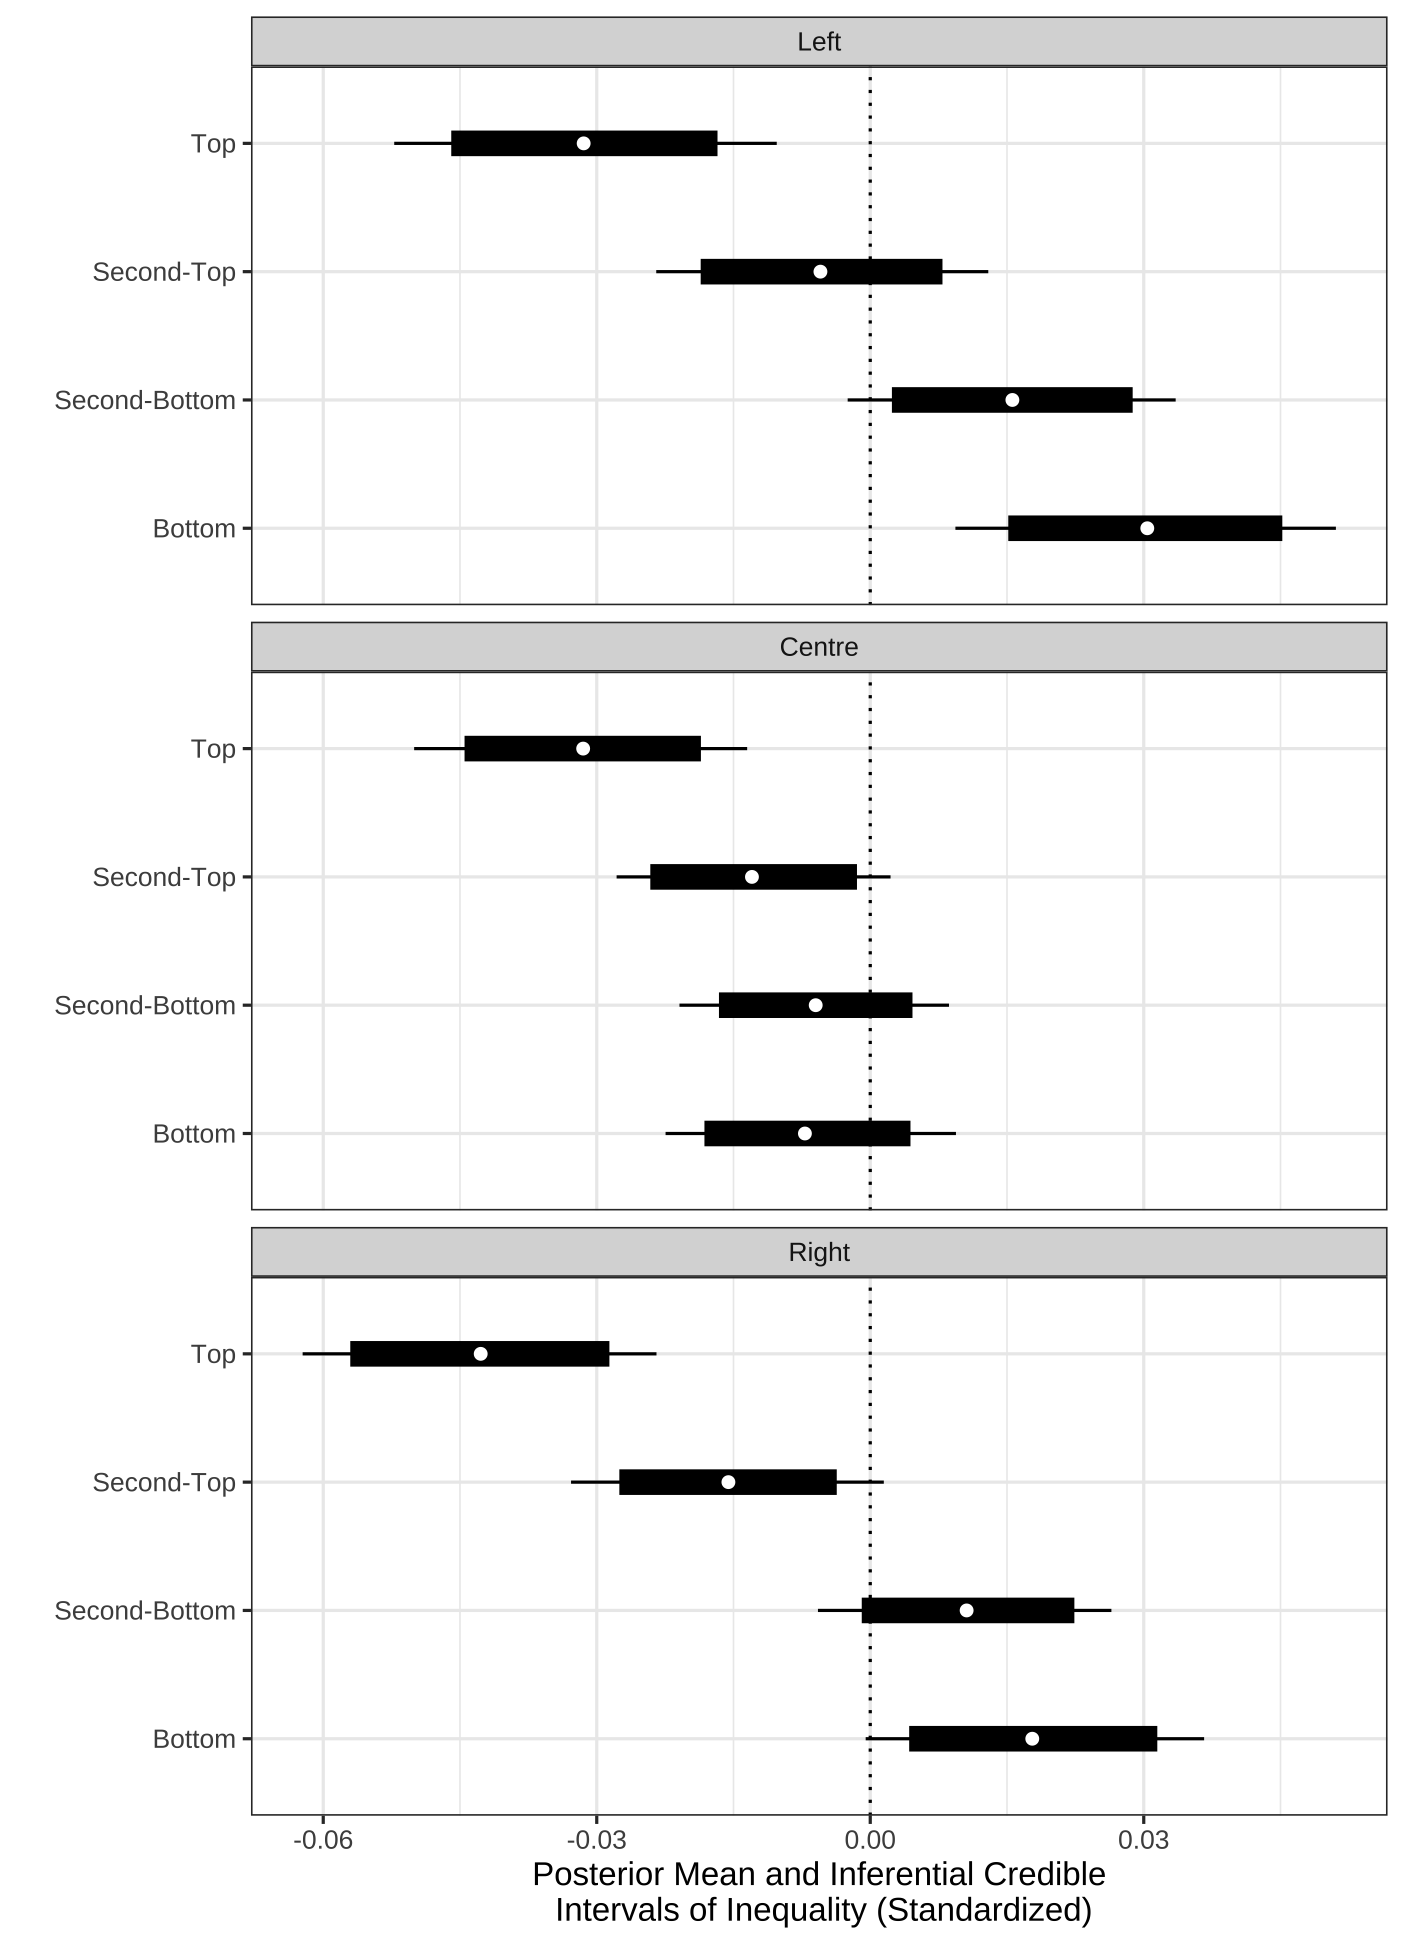 Left
Top
Second-Top
Second-Bottom
Bottom
Centre
Top
Second-Top
Second-Bottom
Bottom
Right
Top
Second-Top
Second-Bottom
Bottom
-0.06 -0.03 0.00 0.03
Posterior Mean and Inferential Credible
Intervals of Inequality (Standardized)